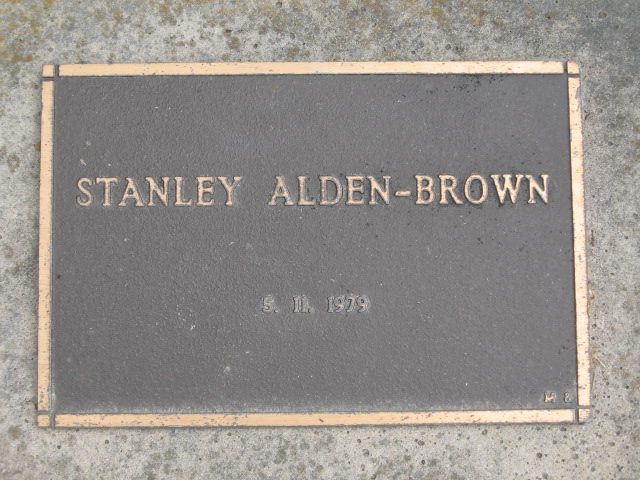 STANLEY ALDEN-BROWN
5. 11. 1979